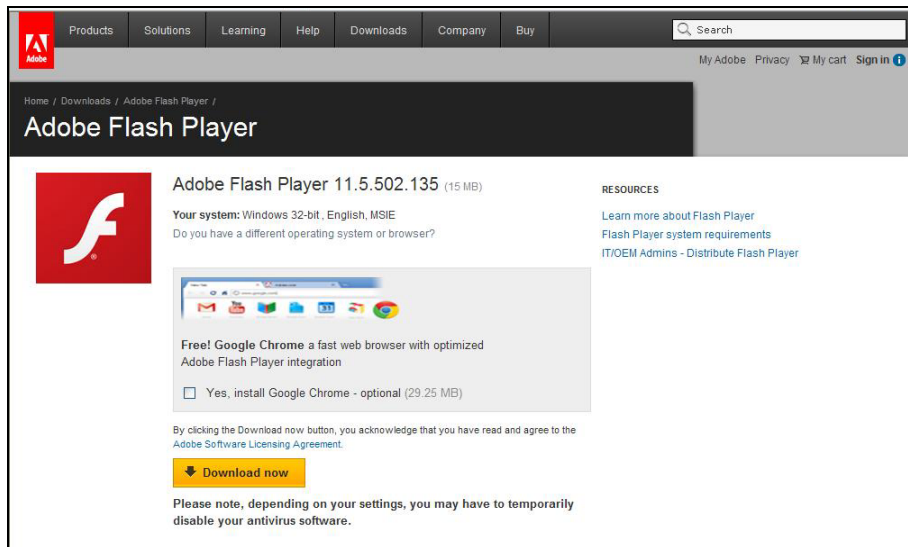 Products Solutions Learning Help Downloads Company Buy
Search
Adobe
My Adobe Privacy My cart Sign in
Home / Downloads / Adobe Flash Player /
Adobe Flash Player
Adobe Flash Player 11.5.502.135 (15 MB)
Your system: Windows 32-bit , English, MSIE
Do you have a different operating system or browser?
Free! Google Chrome a fast web browser with optimized
Adobe Flash Player integration
Yes, install Google Chrome - optional (29.25 MB)
By clicking the Download now button, you acknowledge that you have read and agree to the
Adobe Software Licensing Agreement.
Download now
Please note, depending on your settings, you may have to temporarily
disable your antivirus software.
RESOURCES
Learn more about Flash Player
Flash Player system requirements
IT/OEM Admins - Distribute Flash Player